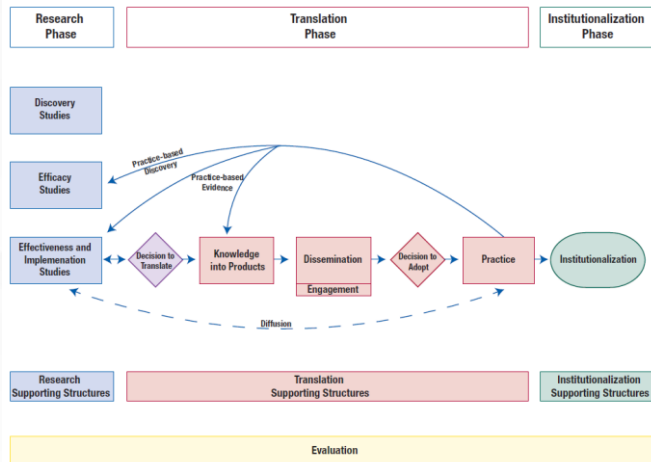 Research
Phase
Translation
Phase
Institutionalization
Phase
Discovery
Studies
Efficacy
Studies
Practice-based
Discovery
Practice-based
Evidence
Effectiveness and
Implemenation
Studies
Decision to
Translate
Knowledge
into Products
Dissemination
Engagement
Decision to
Adopt
Practice
Institutionalization
Diffusion
Research
Supporting Structures
Translation
Supporting Structures
Institutionalization
Supporting Structures
Evaluation